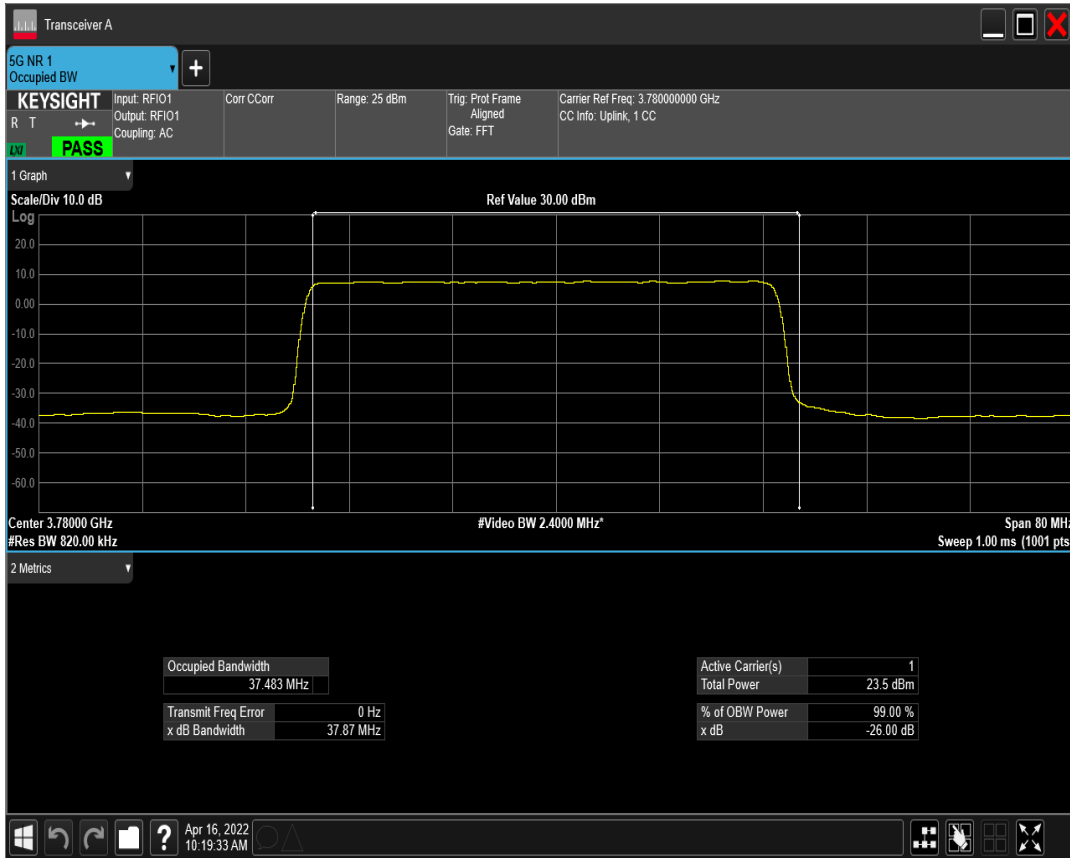 Transceiver A
5G NR 1
Occupied BW
+
KEYSIGHT
R T
LXI
PASS
Input: RFIO1
Output: RFIO1
Coupling: AC
Corr CCorr
Range: 25 dBm
Trig: Prot Frame
Aligned
Gate: FFT
Carrier Ref Freq: 3.780000000 GHz
CC Info: Uplink, 1 CC
1 Graph
Scale/Div 10.0 dB
Ref Value 30.00 dBm
Log
20.0
10.0
0.00
-10.0
-20.0
-30.0
-40.0
-50.0
-60.0
Center 3.78000 GHz
#Video BW 2.4000 MHz*
Span 80 MHz
#Res BW 820.00 kHz
Sweep 1.00 ms (1001 pts
2 Metrics
Occupied Bandwidth
37.483 MHz
Transmit Freq Error 0 Hz
x dB Bandwidth 37.87 MHz
Active Carrier(s) 1
Total Power 23.5 dBm
% of OBW Power 99.00 %
x dB -26.00 dB
?
Apr 16, 2022
10:19:33 AM